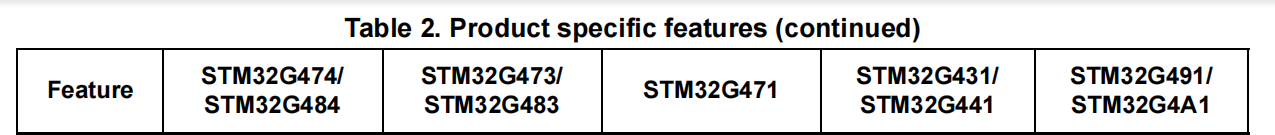 Table 2. Product specific features (continued)
Feature
STM32G474/
STM32G484
STM32G473/
STM32G483
STM32G471
STM32G431/
STM32G441
STM32G491/
STM32G4A1